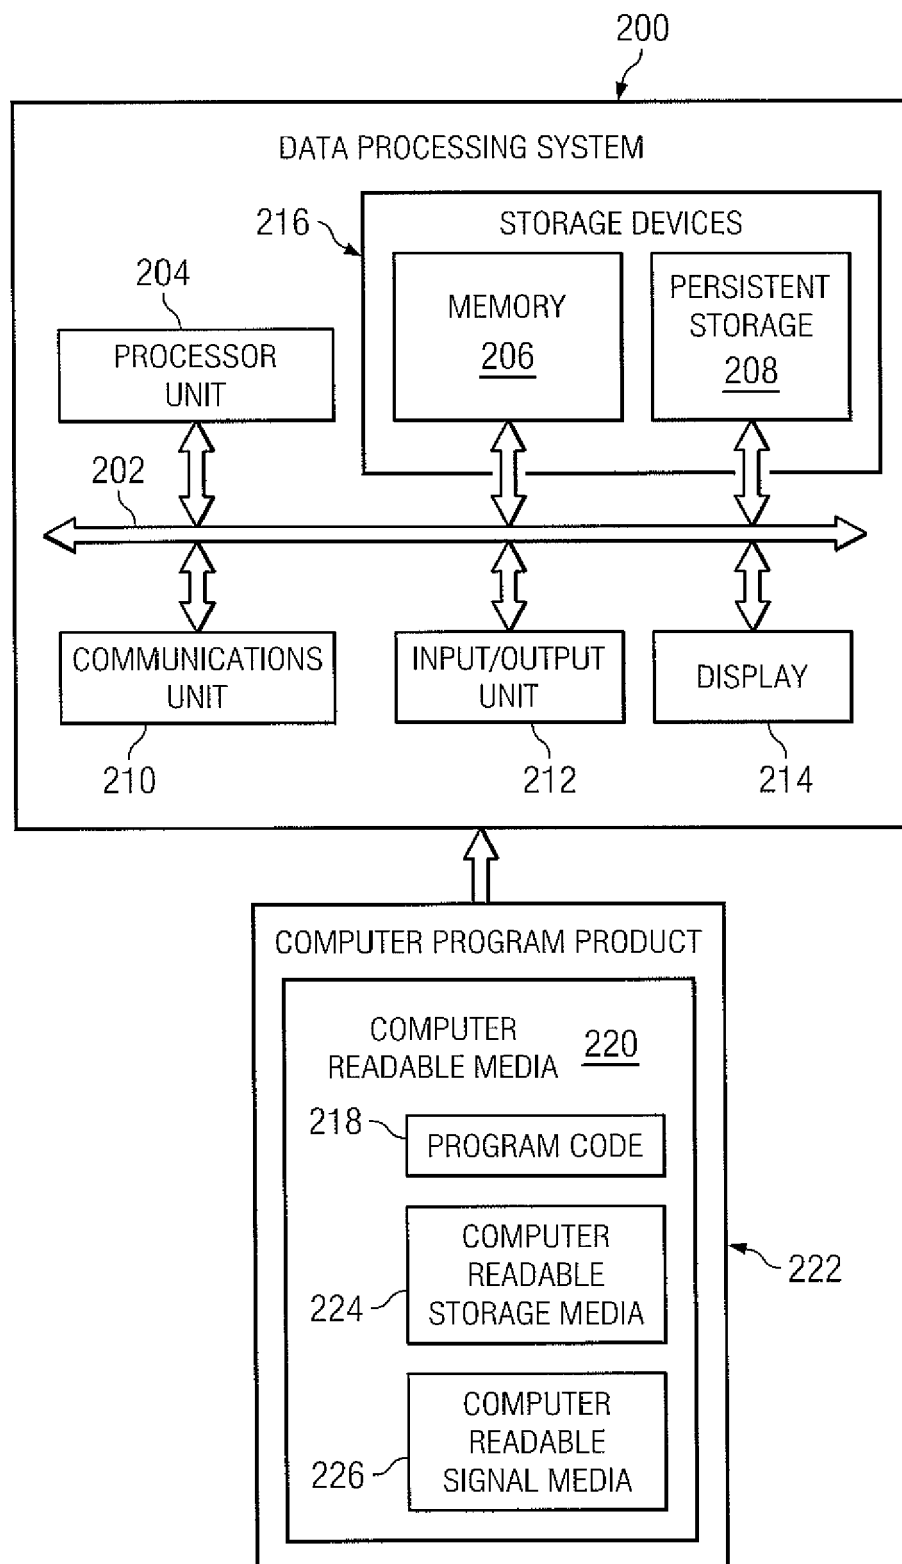 200
DATA PROCESSING SYSTEM
216
STORAGE DEVICES
204
MEMORY
206
PERSISTENT
STORAGE
208
PROCESSOR
UNIT
202
COMMUNICATIONS
UNIT
INPUT/OUTPUT
UNIT
DISPLAY
210
212
214
COMPUTER PROGRAM PRODUCT
COMPUTER
READABLE MEDIA
220
218
PROGRAM CODE
COMPUTER
READABLE
STORAGE MEDIA
224
222
COMPUTER
READABLE
SIGNAL MEDIA
226